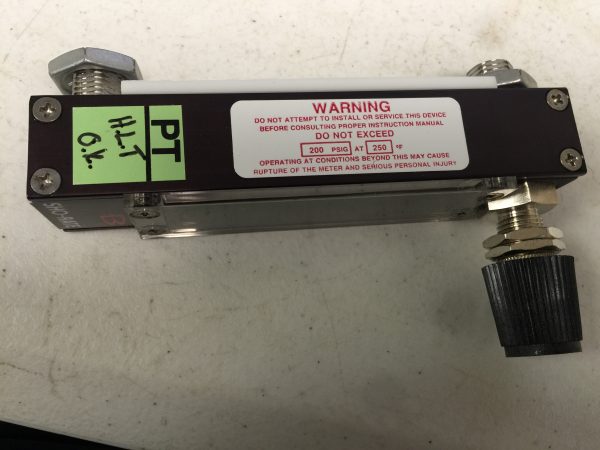 PT
HLT
O.K.
WARNING
DO NOT ATTEMPT TO INSTALL OR SERVICE THIS DEVICE
BEFORE CONSULTING PROPER INSTRUCTION MANUAL
DO NOT EXCEED
200 PSIG AT 250 °F
OPERATING AT CONDITIONS BEYOND THIS MAY CAUSE
RUPTURE OF THE METER AND SERIOUS PERSONAL INJURY